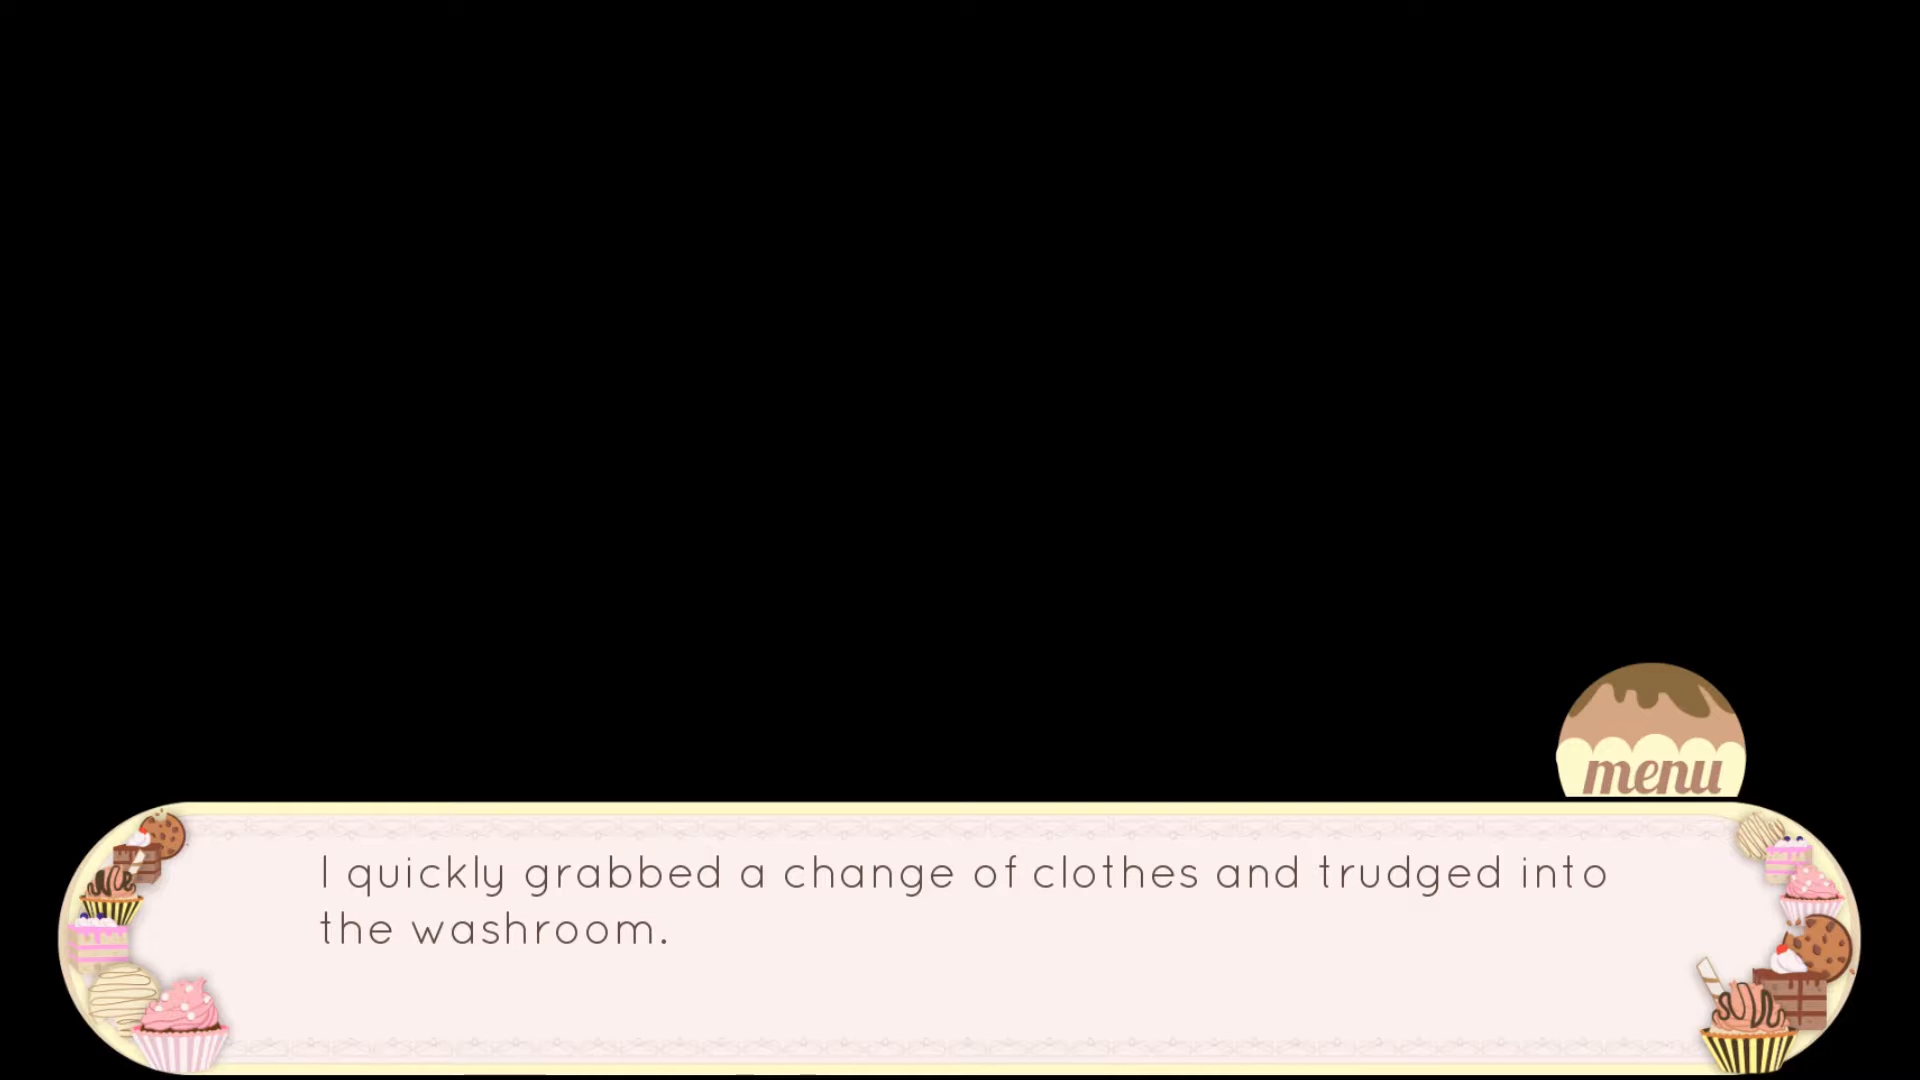 menu
I quickly grabbed a change of clothes and trudged into
the washroom.